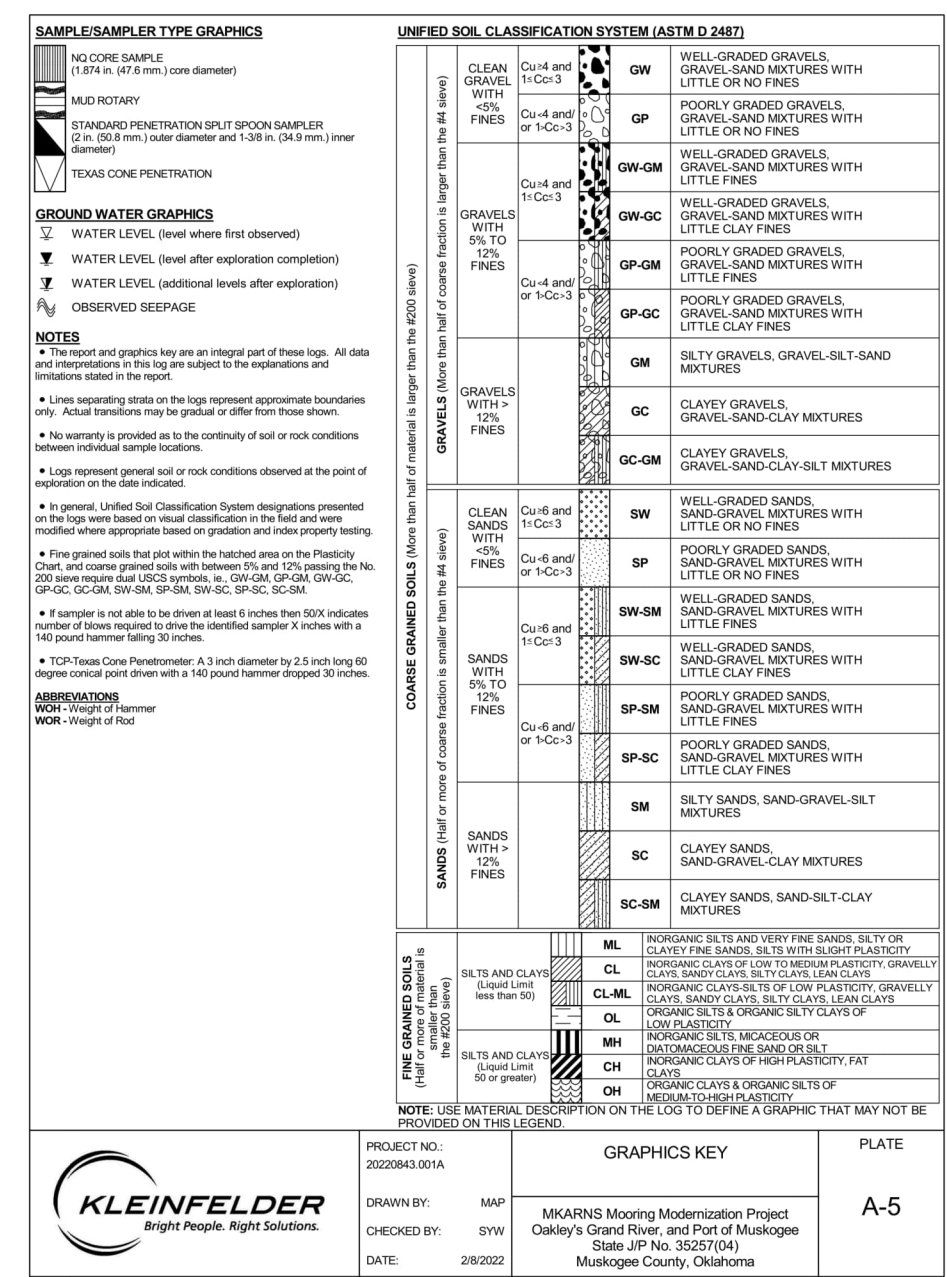 SAMPLE/SAMPLER TYPE GRAPHICS
NQ CORE SAMPLE
(1.874 in. (47.6 mm.) core diameter)
MUD ROTARY
STANDARD PENETRATION SPLIT SPOON SAMPLER
(2 in. (50.8 mm.) outer diameter and 1-3/8 in. (34.9 mm.) inner
diameter)
TEXAS CONE PENETRATION
GROUND WATER GRAPHICS
WATER LEVEL (level where first observed)
WATER LEVEL (level after exploration completion)
WATER LEVEL (additional levels after exploration)
OBSERVED SEEPAGE
NOTES
• The report and graphics key are an integral part of these logs. All data
and interpretations in this log are subject to the explanations and
limitations stated in the report.
• Lines separating strata on the logs represent approximate boundaries
only. Actual transitions may be gradual or differ from those shown.
• No warranty is provided as to the continuity of soil or rock conditions
between individual sample locations.
• Logs represent general soil or rock conditions observed at the point of
exploration on the date indicated.
• In general, Unified Soil Classification System designations presented
on the logs were based on visual classification in the field and were
modified where appropriate based on gradation and index property testing.
• Fine grained soils that plot within the hatched area on the Plasticity
Chart, and coarse grained soils with between 5% and 12% passing the No.
200 sieve require dual USCS symbols, ie., GW-GM, GP-GM, GW-GC,
GP-GC, GC-GM, SW-SM, SP-SM, SW-SC, SP-SC, SC-SM.
• If sampler is not able to be driven at least 6 inches then 50/X indicates
number of blows required to drive the identified sampler X inches with a
140 pound hammer falling 30 inches.
• TCP-Texas Cone Penetrometer: A 3 inch diameter by 2.5 inch long 60
degree conical point driven with a 140 pound hammer dropped 30 inches.
ABBREVIATIONS
WOH - Weight of Hammer
WOR - Weight of Rod
UNIFIED SOIL CLASSIFICATION SYSTEM (ASTM D 2487)
COARSE GRAINED SOILS (More than half of material is larger than the #200 sieve)
GRAVELS (More than half of coarse fraction is larger than the #4 sieve)
CLEAN
GRAVEL
WITH
<5%
FINES
Cu≥4 and
1≤Cc≤3
GW
WELL-GRADED GRAVELS,
GRAVEL-SAND MIXTURES WITH
LITTLE OR NO FINES
Cu<4 and/
or 1>Cc>3
GP
POORLY GRADED GRAVELS,
GRAVEL-SAND MIXTURES WITH
LITTLE OR NO FINES
GRAVELS
WITH
5% TO
12%
FINES
Cu≥4 and
1≤Cc≤3
GW-GM
WELL-GRADED GRAVELS,
GRAVEL-SAND MIXTURES WITH
LITTLE FINES
GW-GC
WELL-GRADED GRAVELS,
GRAVEL-SAND MIXTURES WITH
LITTLE CLAY FINES
Cu<4 and/
or 1>Cc>3
GP-GM
POORLY GRADED GRAVELS,
GRAVEL-SAND MIXTURES WITH
LITTLE FINES
GP-GC
POORLY GRADED GRAVELS,
GRAVEL-SAND MIXTURES WITH
LITTLE CLAY FINES
GRAVELS
WITH >
12%
FINES
GM
SILTY GRAVELS, GRAVEL-SILT-SAND
MIXTURES
GC
CLAYEY GRAVELS,
GRAVEL-SAND-CLAY MIXTURES
GC-GM
CLAYEY GRAVELS,
GRAVEL-SAND-CLAY-SILT MIXTURES
SANDS (Half or more of coarse fraction is smaller than the #4 sieve)
CLEAN
SANDS
WITH
<5%
FINES
Cu≥6 and
1≤Cc≤3
SW
WELL-GRADED SANDS,
SAND-GRAVEL MIXTURES WITH
LITTLE OR NO FINES
Cu<6 and/
or 1>Cc>3
SP
POORLY GRADED SANDS,
SAND-GRAVEL MIXTURES WITH
LITTLE OR NO FINES
SANDS
WITH
5% TO
12%
FINES
Cu≥6 and
1≤Cc≤3
SW-SM
WELL-GRADED SANDS,
SAND-GRAVEL MIXTURES WITH
LITTLE FINES
SW-SC
WELL-GRADED SANDS,
SAND-GRAVEL MIXTURES WITH
LITTLE CLAY FINES
Cu<6 and/
or 1>Cc>3
SP-SM
POORLY GRADED SANDS,
SAND-GRAVEL MIXTURES WITH
LITTLE FINES
SP-SC
POORLY GRADED SANDS,
SAND-GRAVEL MIXTURES WITH
LITTLE CLAY FINES
SANDS
WITH >
12%
FINES
SM
SILTY SANDS, SAND-GRAVEL-SILT
MIXTURES
SC
CLAYEY SANDS,
SAND-GRAVEL-CLAY MIXTURES
SC-SM
CLAYEY SANDS, SAND-SILT-CLAY
MIXTURES
FINE GRAINED SOILS
(Half or more of material is
smaller than
the #200 sieve)
SILTS AND CLAYS
(Liquid Limit
less than 50)
ML
INORGANIC SILTS AND VERY FINE SANDS, SILTY OR
CLAYEY FINE SANDS, SILTS WITH SLIGHT PLASTICITY
CL
INORGANIC CLAYS OF LOW TO MEDIUM PLASTICITY, GRAVELLY
CLAYS, SANDY CLAYS, SILTY CLAYS, LEAN CLAYS
CL-ML
INORGANIC CLAYS-SILTS OF LOW PLASTICITY, GRAVELLY
CLAYS, SANDY CLAYS, SILTY CLAYS, LEAN CLAYS
OL
ORGANIC SILTS & ORGANIC SILTY CLAYS OF
LOW PLASTICITY
SILTS AND CLAYS
(Liquid Limit
50 or greater)
MH
INORGANIC SILTS, MICACEOUS OR
DIATOMACEOUS FINE SAND OR SILT
CH
INORGANIC CLAYS OF HIGH PLASTICITY, FAT
CLAYS
OH
ORGANIC CLAYS & ORGANIC SILTS OF
MEDIUM-TO-HIGH PLASTICITY
NOTE: USE MATERIAL DESCRIPTION ON THE LOG TO DEFINE A GRAPHIC THAT MAY NOT BE
PROVIDED ON THIS LEGEND.
KLEINFELDER
Bright People. Right Solutions.
PROJECT NO.:
20220843.001A
DRAWN BY: MAP
CHECKED BY: SYW
DATE: 2/8/2022
GRAPHICS KEY
MKARNS Mooring Modernization Project
Oakley's Grand River, and Port of Muskogee
State J/P No. 35257(04)
Muskogee County, Oklahoma
PLATE
A-5